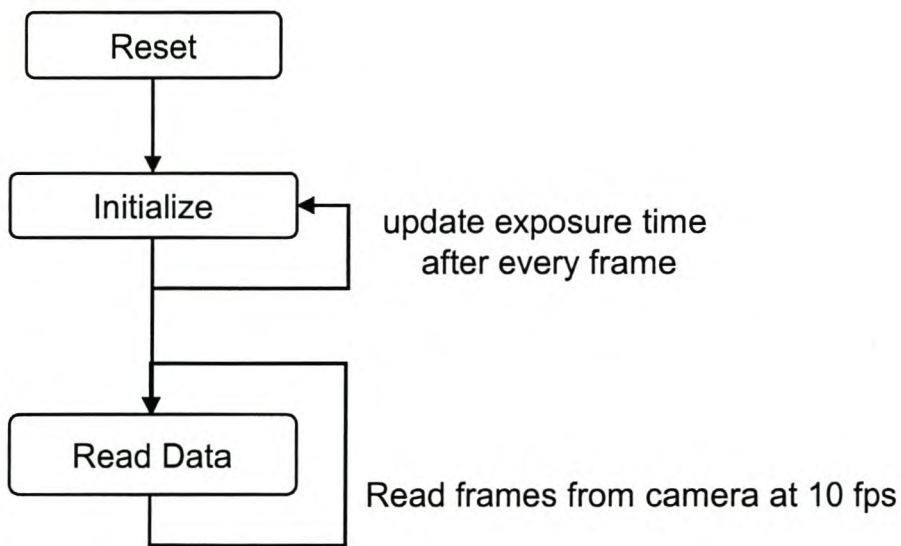 Reset
Initialize
update exposure time
after every frame
Read Data
Read frames from camera at 10 fps